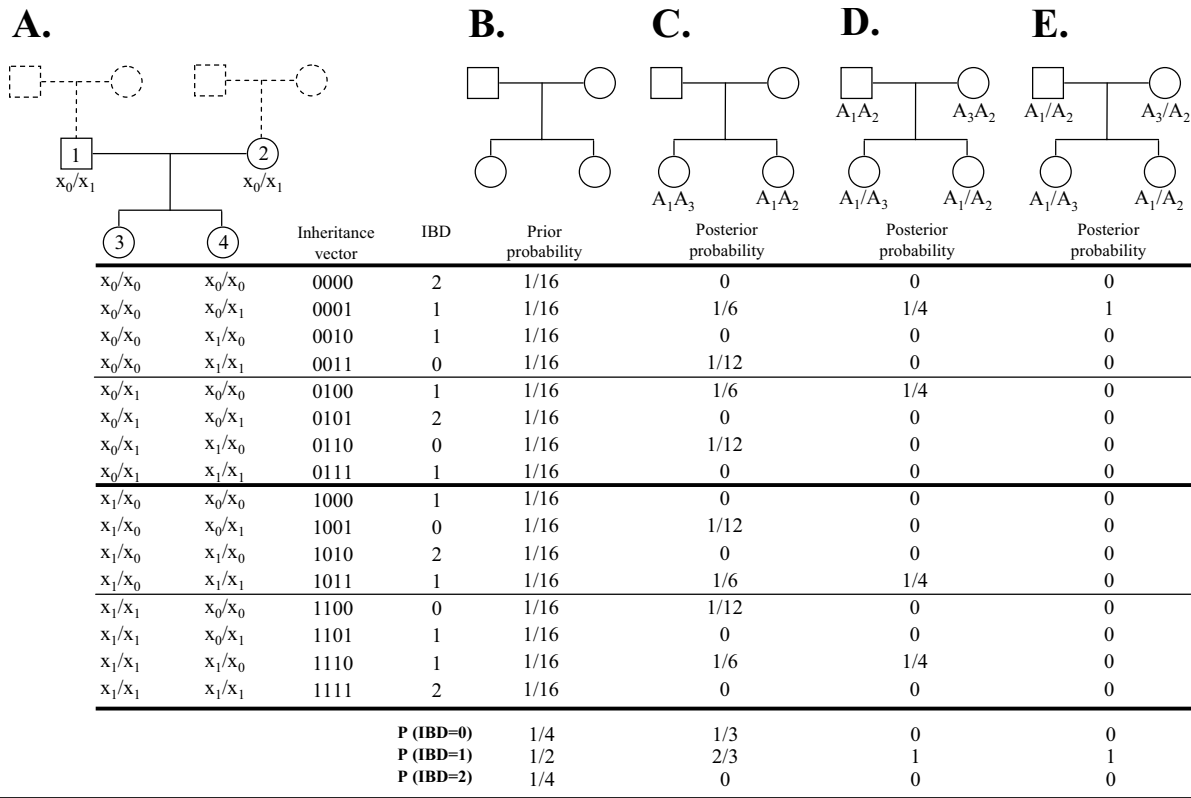 A. B. C. D. E.
A₁A₂ A₃A₂ A₁/A₂ A₃/A₂
1 2
x₀/x₁ x₀/x₁
A₁A₃ A₁A₂ A₁/A₃ A₁/A₂ A₁/A₃ A₁/A₂
3 4 Inheritance vector IBD Prior probability Posterior probability Posterior probability Posterior probability
x₀/x₀ x₀/x₀ 0000 2 1/16 0 0 0
x₀/x₀ x₀/x₁ 0001 1 1/16 1/6 1/4 1
x₀/x₀ x₁/x₀ 0010 1 1/16 0 0 0
x₀/x₀ x₁/x₁ 0011 0 1/16 1/12 0 0
x₀/x₁ x₀/x₀ 0100 1 1/16 1/6 1/4 0
x₀/x₁ x₀/x₁ 0101 2 1/16 0 0 0
x₀/x₁ x₁/x₀ 0110 0 1/16 1/12 0 0
x₀/x₁ x₁/x₁ 0111 1 1/16 0 0 0
x₁/x₀ x₀/x₀ 1000 1 1/16 0 0 0
x₁/x₀ x₀/x₁ 1001 0 1/16 1/12 0 0
x₁/x₀ x₁/x₀ 1010 2 1/16 0 0 0
x₁/x₀ x₁/x₁ 1011 1 1/16 1/6 1/4 0
x₁/x₁ x₀/x₀ 1100 0 1/16 1/12 0 0
x₁/x₁ x₀/x₁ 1101 1 1/16 0 0 0
x₁/x₁ x₁/x₀ 1110 1 1/16 1/6 1/4 0
x₁/x₁ x₁/x₁ 1111 2 1/16 0 0 0
P (IBD=0) 1/4 1/3 0 0
P (IBD=1) 1/2 2/3 1 1
P (IBD=2) 1/4 0 0 0